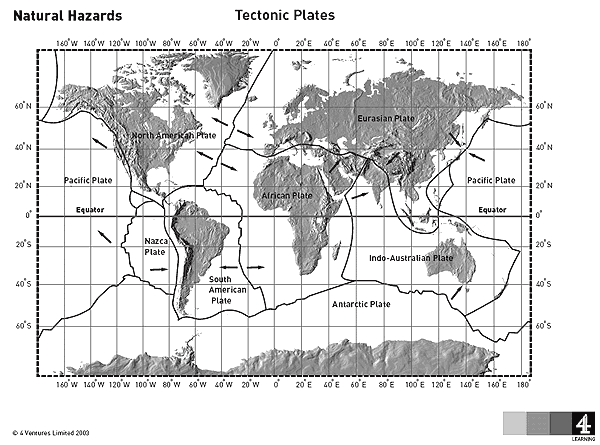 Natural Hazards
Tectonic Plates
160°W 140°W 120°W 100°W 80°W 60°W 40°W 20°W 0° 20°E 40°E 60°E 80°E 100°E 120°E 140°E 160°E 180°
60°N
60°N
Eurasian Plate
North American Plate
40°N
40°N
Pacific Plate
Pacific Plate
20°N
20°N
African Plate
Equator
Equator
0°
0°
Nazca
Plate
20°S
20°S
Indo-Australian Plate
South
American
Plate
40°S
40°S
Antarctic Plate
60°S
60°S
160°W 140°W 120°W 100°W 80°W 60°W 40°W 20°W 0° 20°E 40°E 60°E 80°E 100°E 120°E 140°E 160°E 180°
© 4 Ventures Limited 2003
4
LEARNING